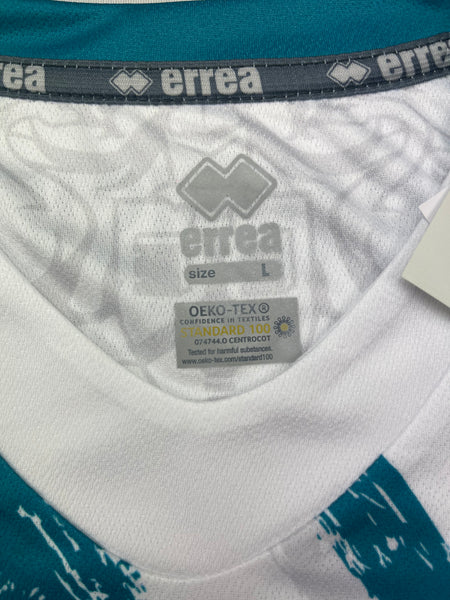 errea
errea
errea
errea
size L
OEKO-TEX®
CONFIDENCE IN TEXTILES
STANDARD 100
074744.0 CENTROCOT
Tested for harmful substances.
www.oeko-tex.com/standard100